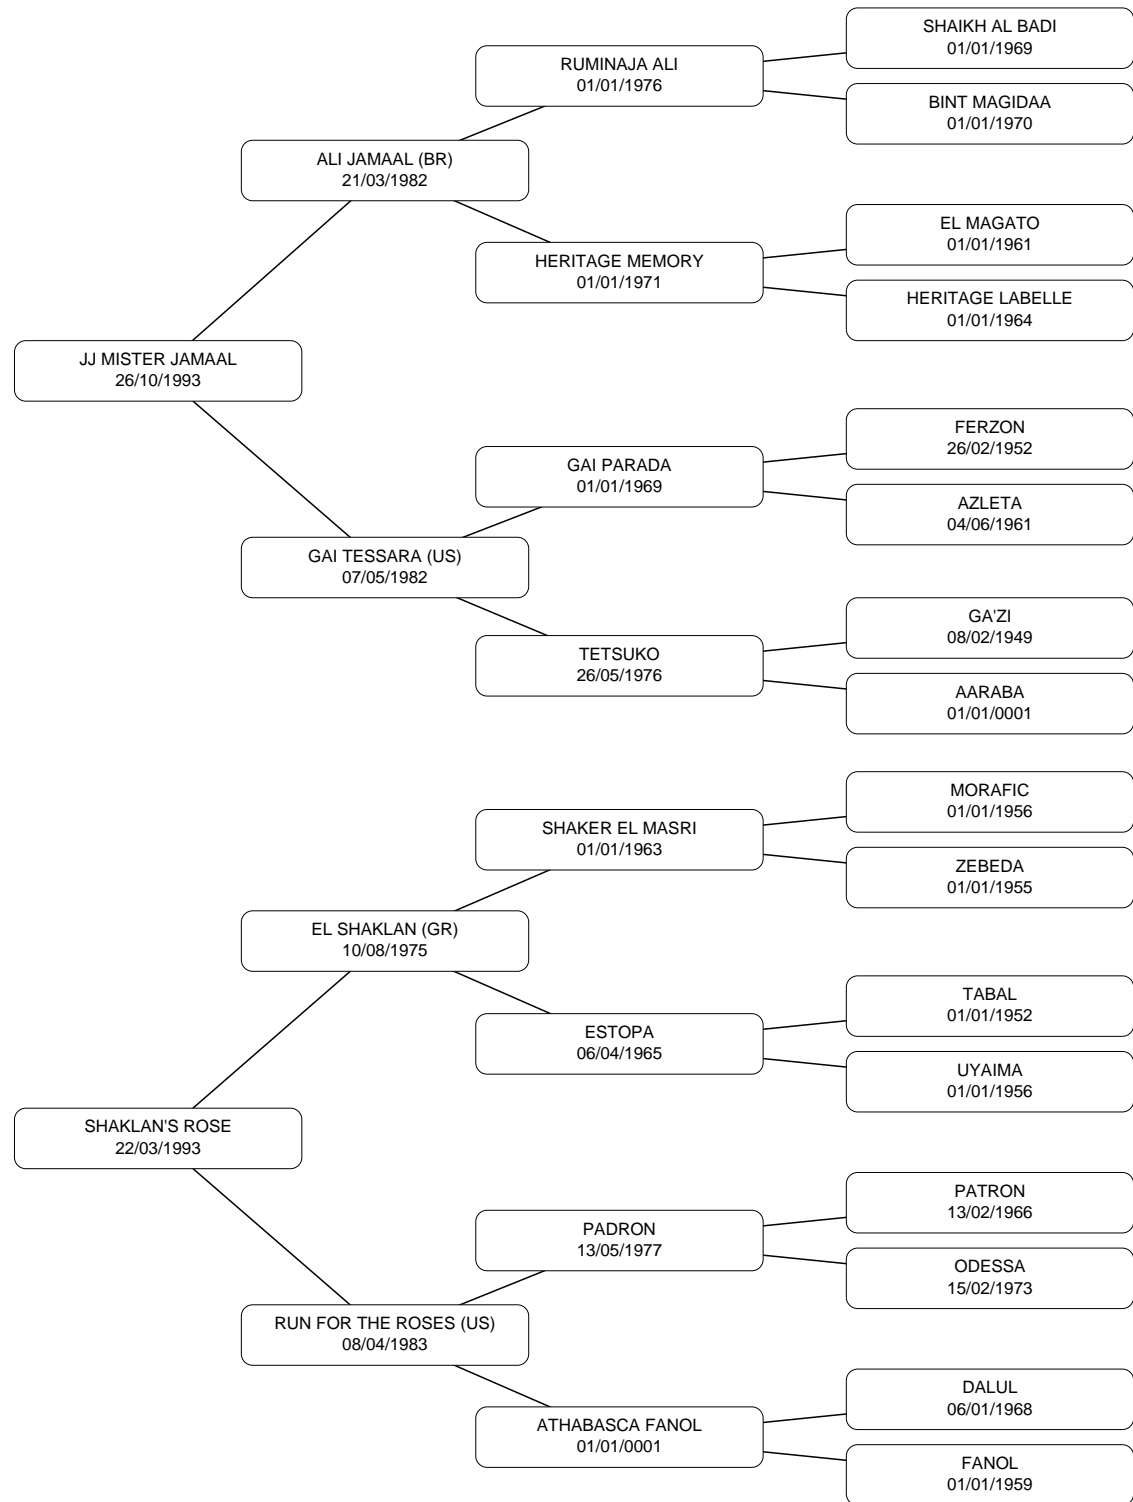 SHAIKH AL BADI
01/01/1969
RUMINAJA ALI
01/01/1976
BINT MAGIDAA
01/01/1970
ALI JAMAAL (BR)
21/03/1982
EL MAGATO
01/01/1961
HERITAGE MEMORY
01/01/1971
HERITAGE LABELLE
01/01/1964
JJ MISTER JAMAAL
26/10/1993
FERZON
26/02/1952
GAI PARADA
01/01/1969
AZLETA
04/06/1961
GAI TESSARA (US)
07/05/1982
GA'ZI
08/02/1949
TETSUKO
26/05/1976
AARABA
01/01/0001
MORAFIC
01/01/1956
SHAKER EL MASRI
01/01/1963
ZEBEDA
01/01/1955
EL SHAKLAN (GR)
10/08/1975
TABAL
01/01/1952
ESTOPA
06/04/1965
UYAIMA
01/01/1956
SHAKLAN'S ROSE
22/03/1993
PATRON
13/02/1966
PADRON
13/05/1977
ODESSA
15/02/1973
RUN FOR THE ROSES (US)
08/04/1983
DALUL
06/01/1968
ATHABASCA FANOL
01/01/0001
FANOL
01/01/1959